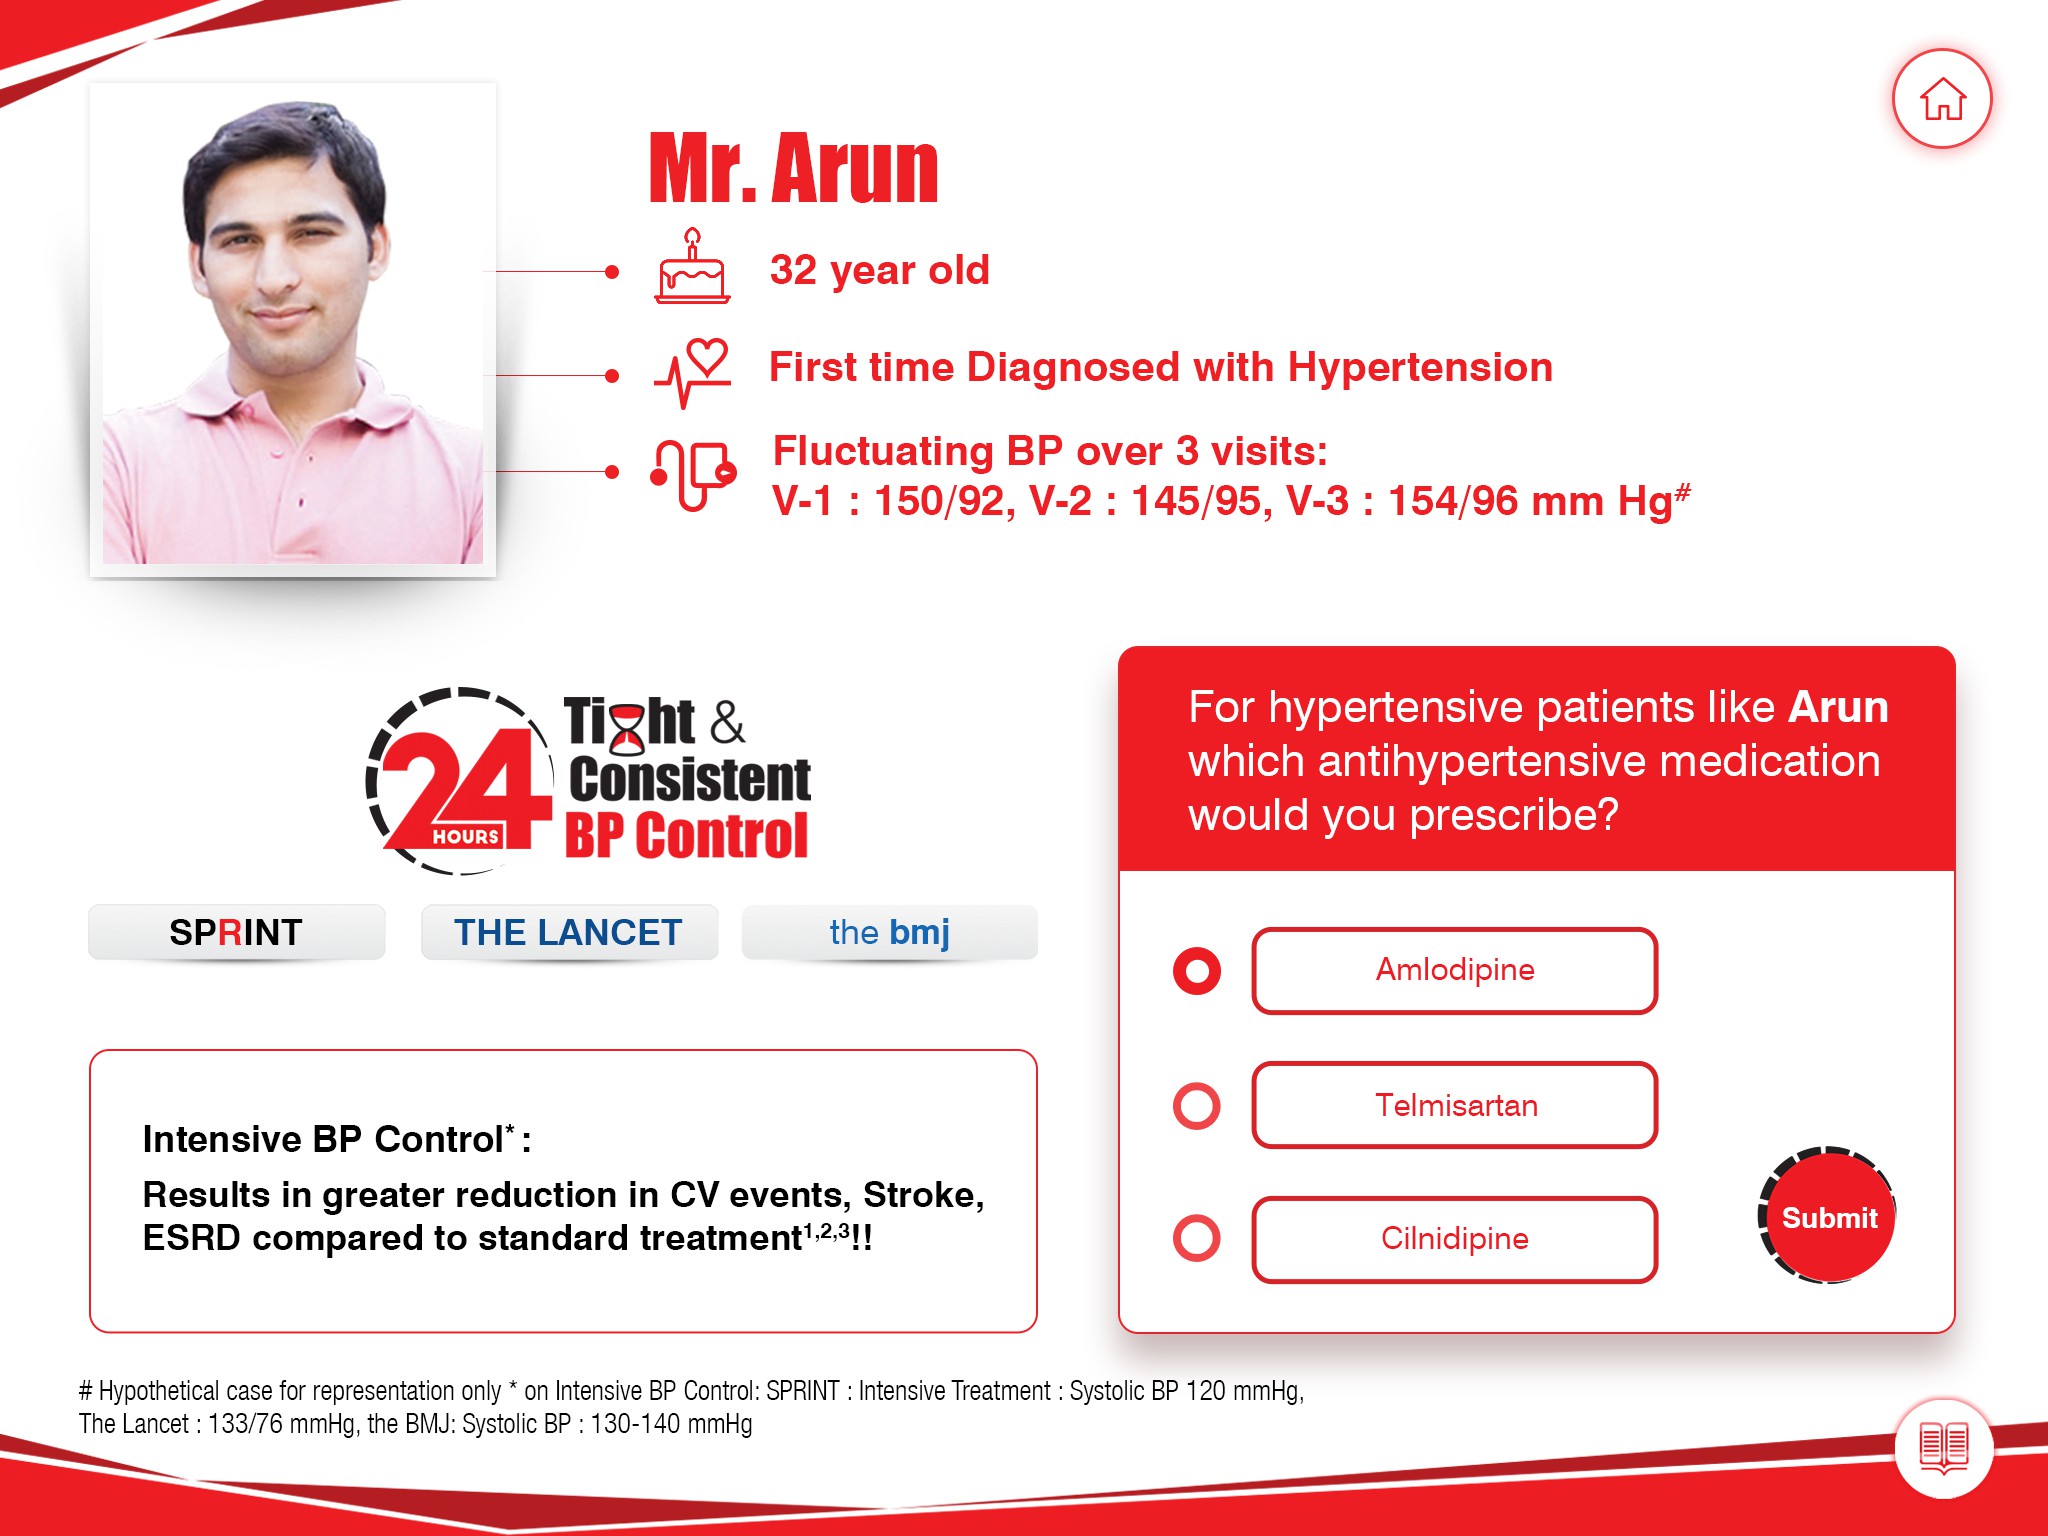 Mr. Arun
32 year old
First time Diagnosed with Hypertension
Fluctuating BP over 3 visits:
V-1 : 150/92, V-2 : 145/95, V-3 : 154/96 mm Hg#
24
HOURS
Tight &
Consistent
BP Control
SPRINT
THE LANCET
the bmj
Intensive BP Control* :
Results in greater reduction in CV events, Stroke,
ESRD compared to standard treatment1,2,3!!
For hypertensive patients like Arun
which antihypertensive medication
would you prescribe?
Amlodipine
Telmisartan
Cilnidipine
Submit
# Hypothetical case for representation only * on Intensive BP Control: SPRINT : Intensive Treatment : Systolic BP 120 mmHg,
The Lancet : 133/76 mmHg, the BMJ: Systolic BP : 130-140 mmHg